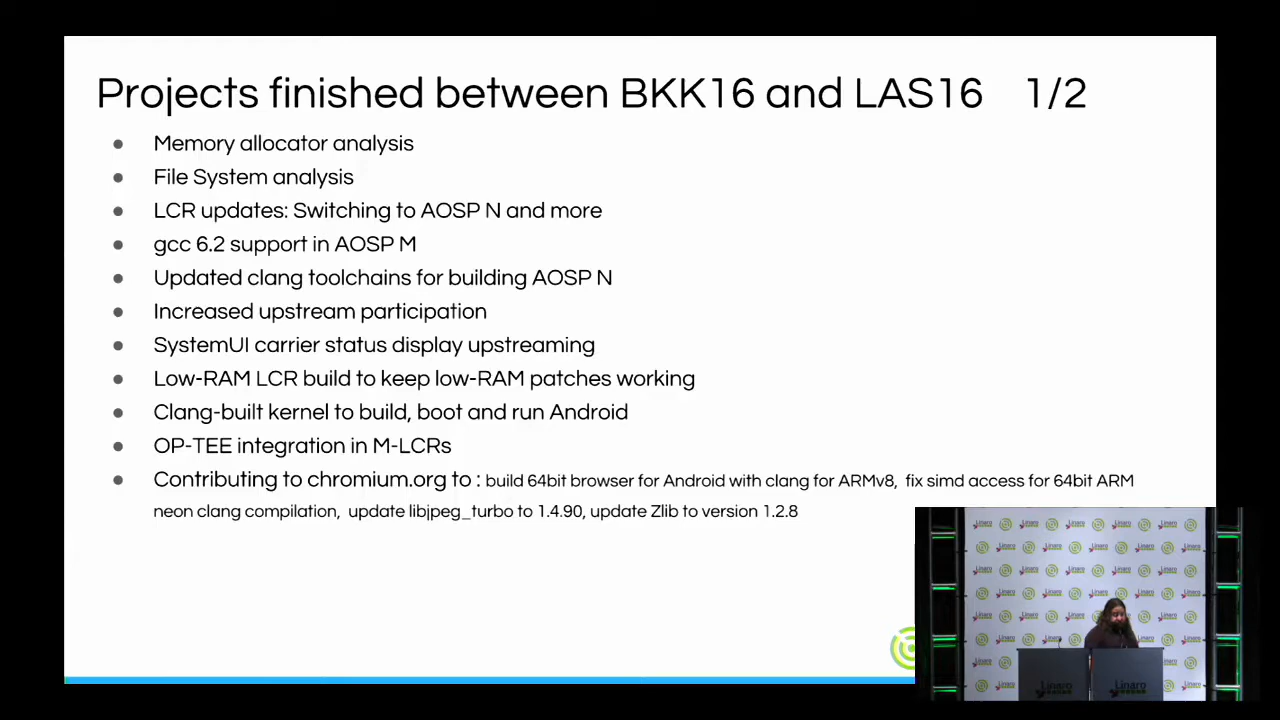 Projects finished between BKK16 and LAS16 1/2
● Memory allocator analysis
● File System analysis
● LCR updates: Switching to AOSP N and more
● gcc 6.2 support in AOSP M
● Updated clang toolchains for building AOSP N
● Increased upstream participation
● SystemUI carrier status display upstreaming
● Low-RAM LCR build to keep low-RAM patches working
● Clang-built kernel to build, boot and run Android
● OP-TEE integration in M-LCRs
● Contributing to chromium.org to : build 64bit browser for Android with clang for ARMv8, fix simd access for 64bit ARM
neon clang compilation, update libjpeg_turbo to 1.4.90, update Zlib to version 1.2.8
Linaro
Linaro